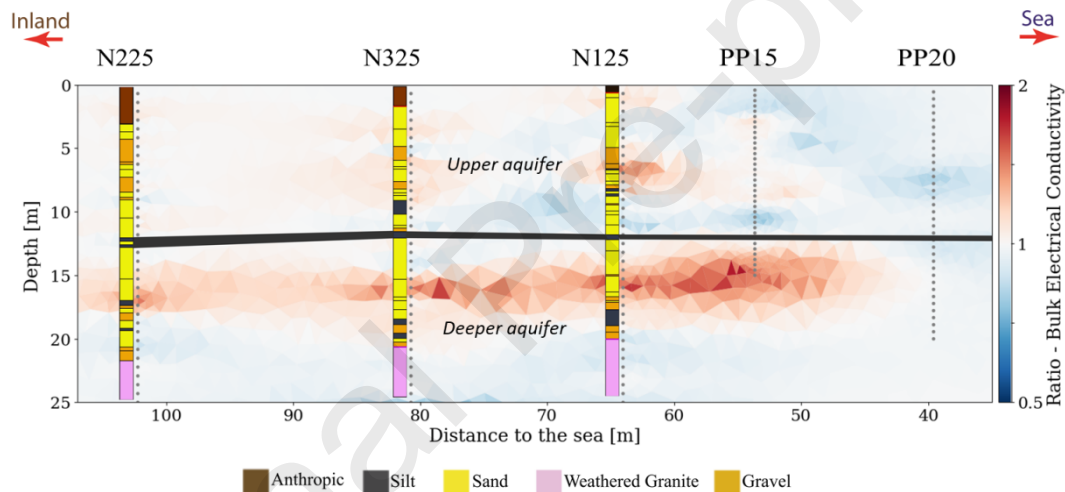 Inland
Sea
N225 N325 N125 PP15 PP20
0
5
10
15
20
25
Depth [m]
Upper aquifer
Deeper aquifer
100 90 80 70 60 50 40
Distance to the sea [m]
2
1
0.5
Ratio - Bulk Electrical Conductivity
Anthropic Silt Sand Weathered Granite Gravel